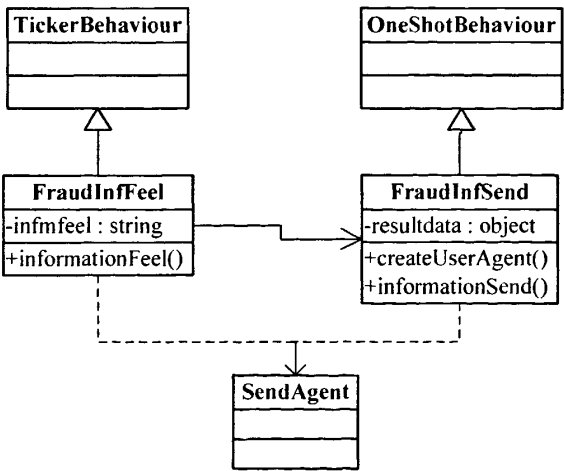 TickerBehaviour
OneShotBehaviour
FraudInfFeel
-infmfeel : string
+informationFeel()
FraudInfSend
-resultdata : object
+createUserAgent()
+informationSend()
SendAgent